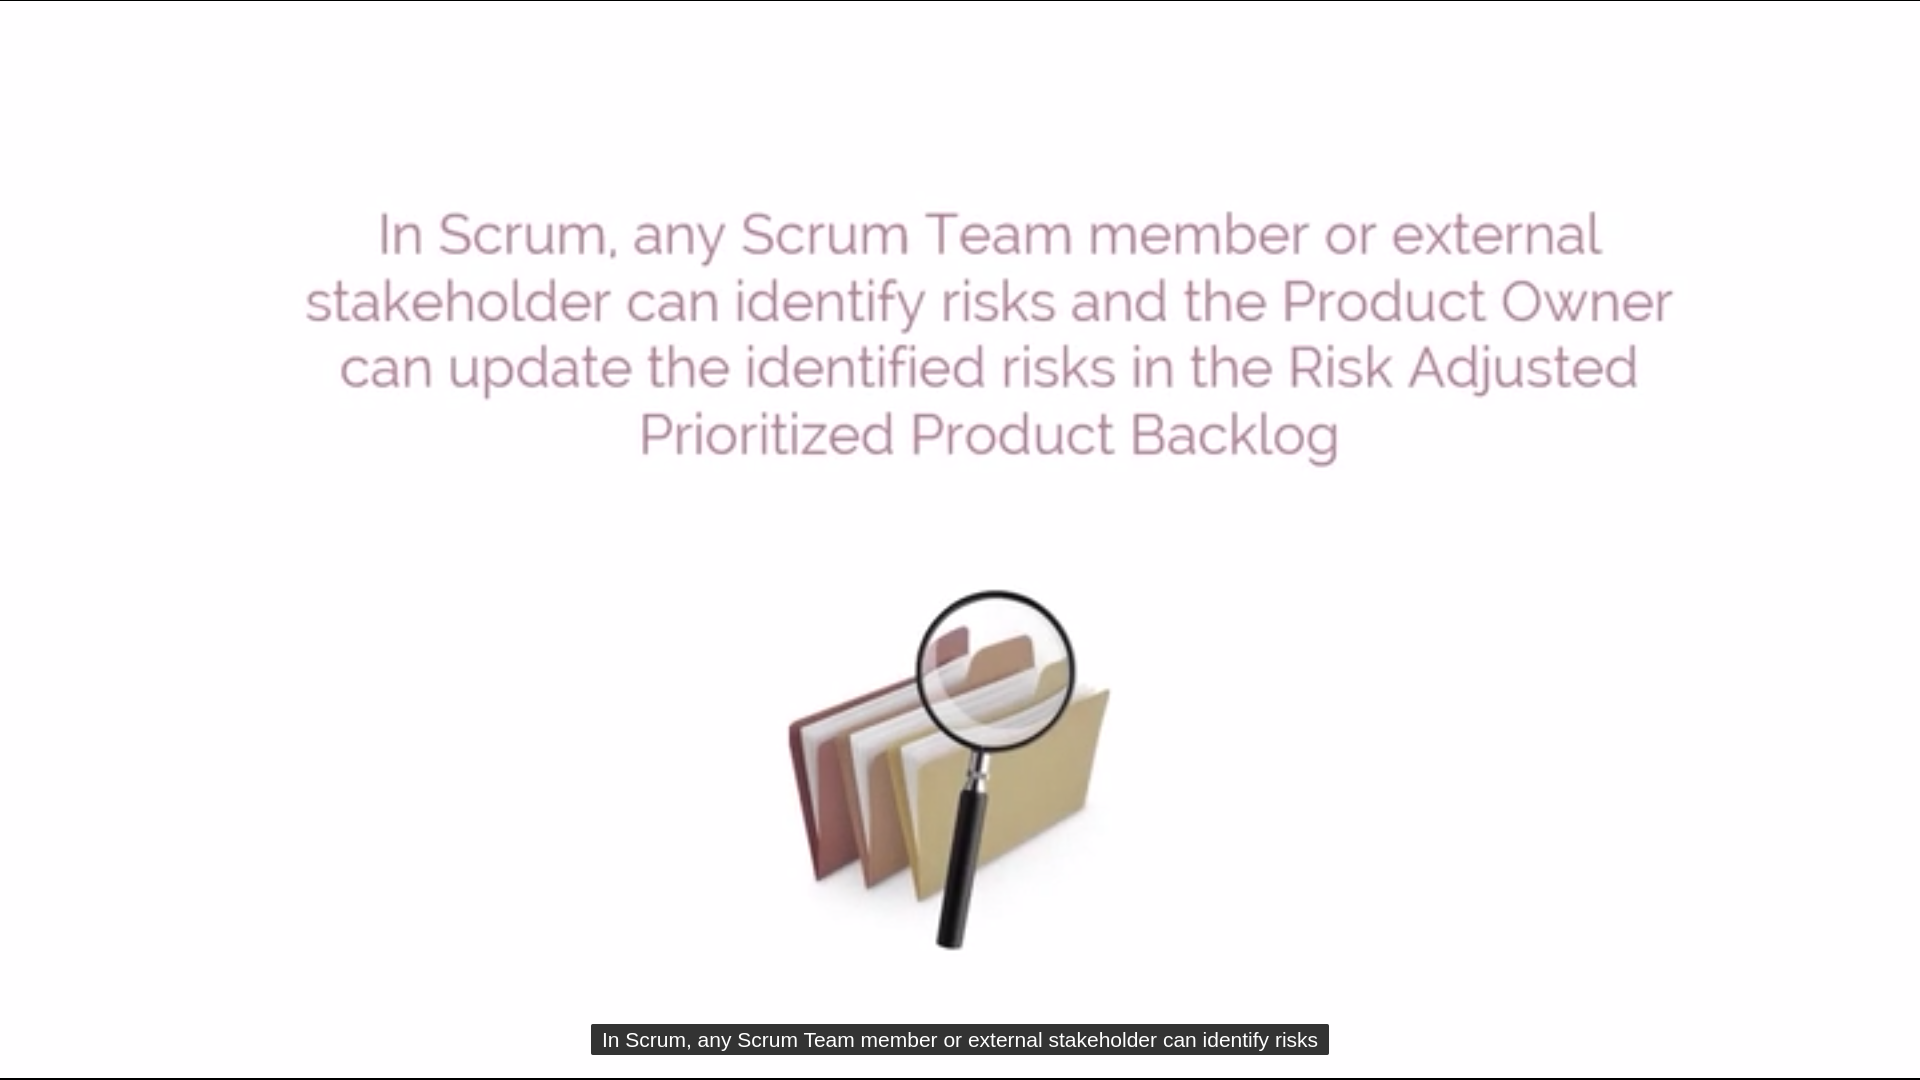 In Scrum, any Scrum Team member or external
stakeholder can identify risks and the Product Owner
can update the identified risks in the Risk Adjusted
Prioritized Product Backlog
In Scrum, any Scrum Team member or external stakeholder can identify risks